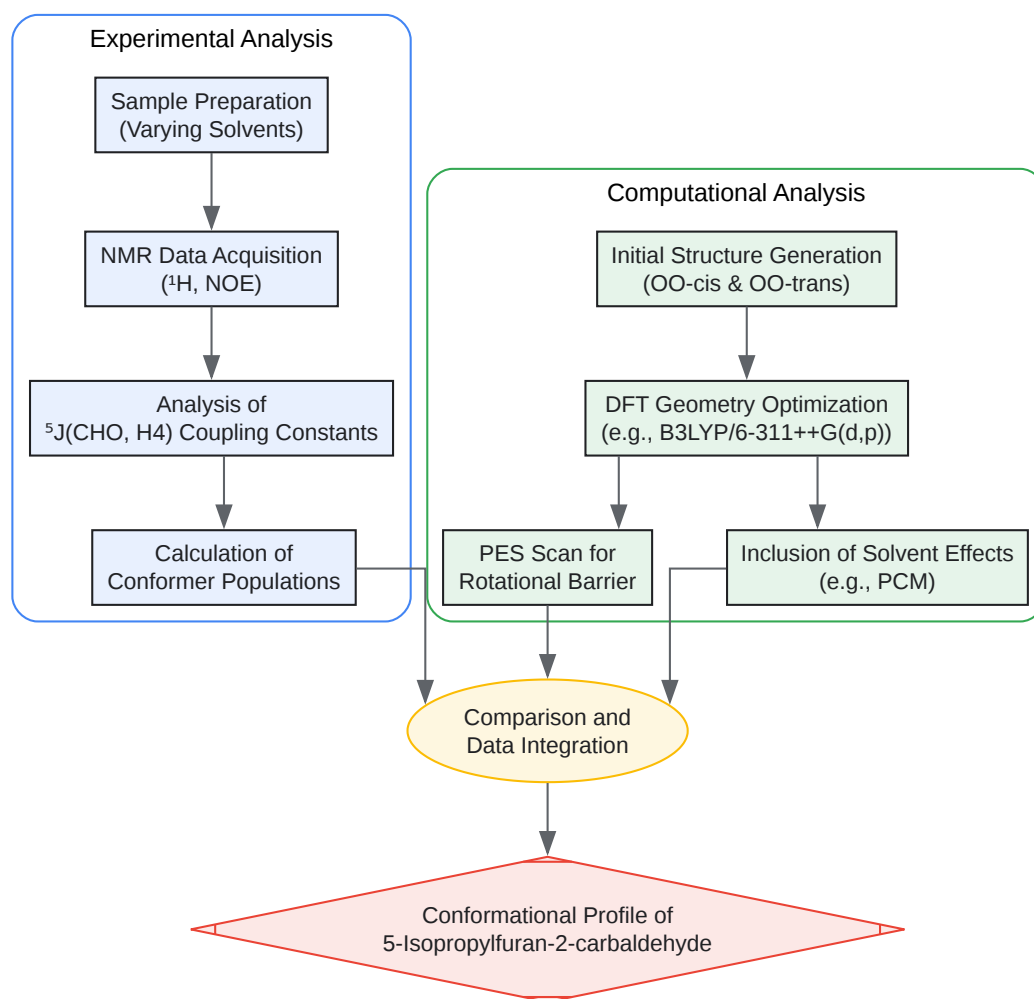 Experimental Analysis
Sample Preparation
(Varying Solvents)
NMR Data Acquisition
(¹H, NOE)
Analysis of
⁵J(CHO, H4) Coupling Constants
Calculation of
Conformer Populations
Computational Analysis
Initial Structure Generation
(OO-cis & OO-trans)
DFT Geometry Optimization
(e.g., B3LYP/6-311++G(d,p))
PES Scan for
Rotational Barrier
Inclusion of Solvent Effects
(e.g., PCM)
Comparison and
Data Integration
Conformational Profile of
5-Isopropylfuran-2-carbaldehyde